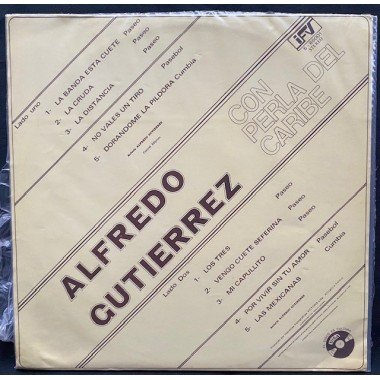 iFV
Lado uno
1- LA BANDA ESTA CUETE Paseo
2- LA CRUDA Paseo
3- LA DISTANCIA Paseo
4- NO VALES UN TIRO Pasebol
5- DORANDOME LA PILDORA Cumbia
CON
PERLA DEL
CARIBE
ALFREDO
GUTIERREZ
Lado Dos
1- LOS TRES Paseo
2- VENGO CUETE SEFERINA Paseo
3- MI CAPULLITO Paseo
4- POR VIVIR SIN TU AMOR Pasebol
5- LAS MEXICANAS Cumbia